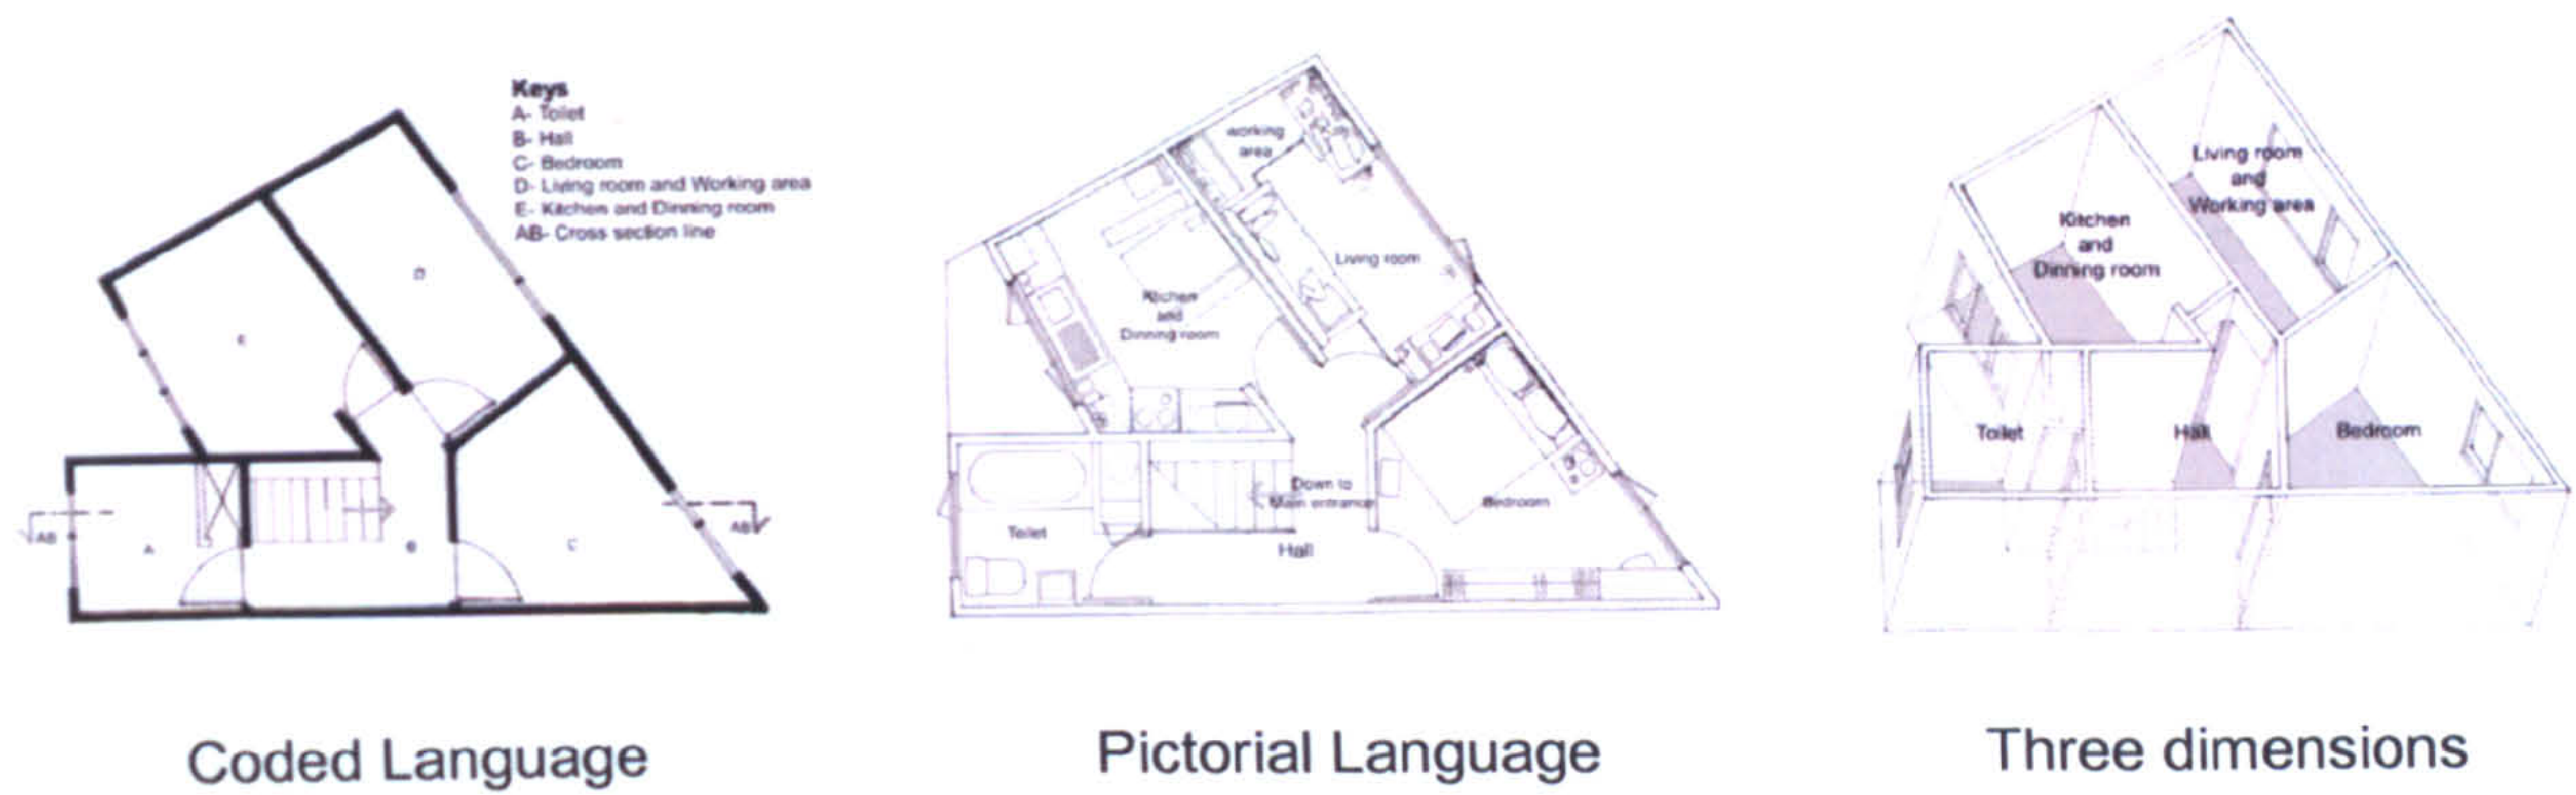 Keys
A- Toilet
B- Hall
C- Bedroom
D- Living room and Working area
E- Kitchen and Dinning room
AB- Cross section line
D
E
AB
A
B
C
AB
Coded Language
working
area
Living room
Kitchen
and
Dinning room
Down to
Main entrance
Bedroom
Toilet
Hall
Pictorial Language
Living room
and
Working area
Kitchen
and
Dinning room
Toilet
Hall
Bedroom
Three dimensions